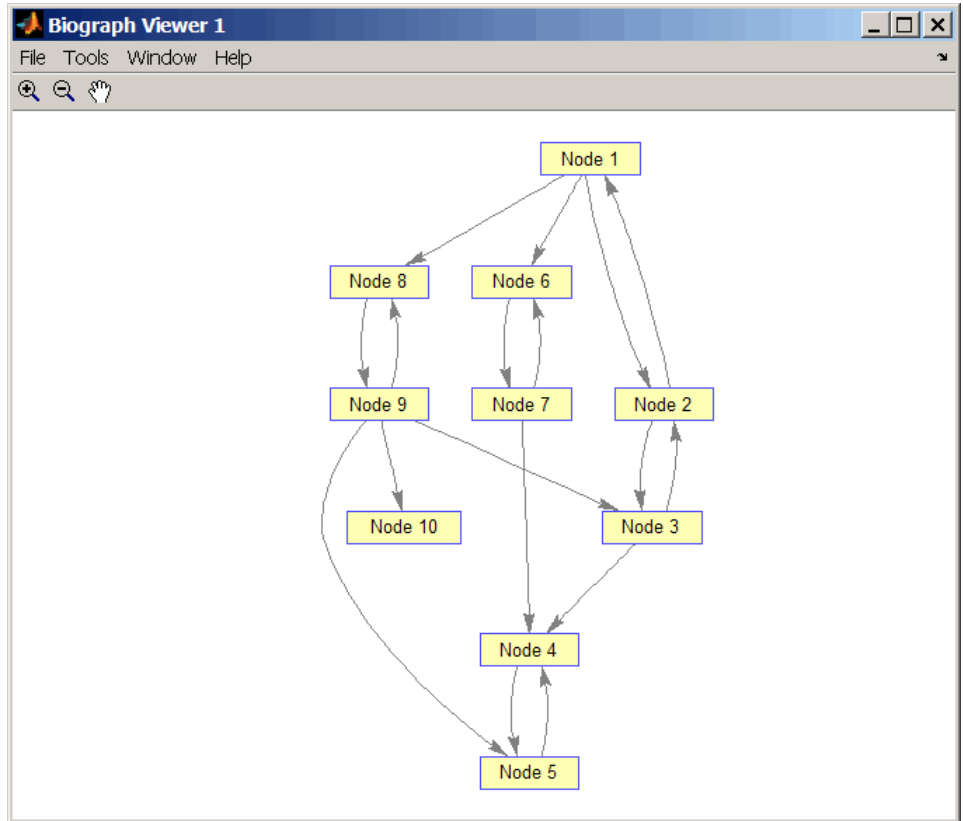 Biograph Viewer 1
File Tools Window Help
Node 1
Node 8 Node 6
Node 9 Node 7 Node 2
Node 10 Node 3
Node 4
Node 5